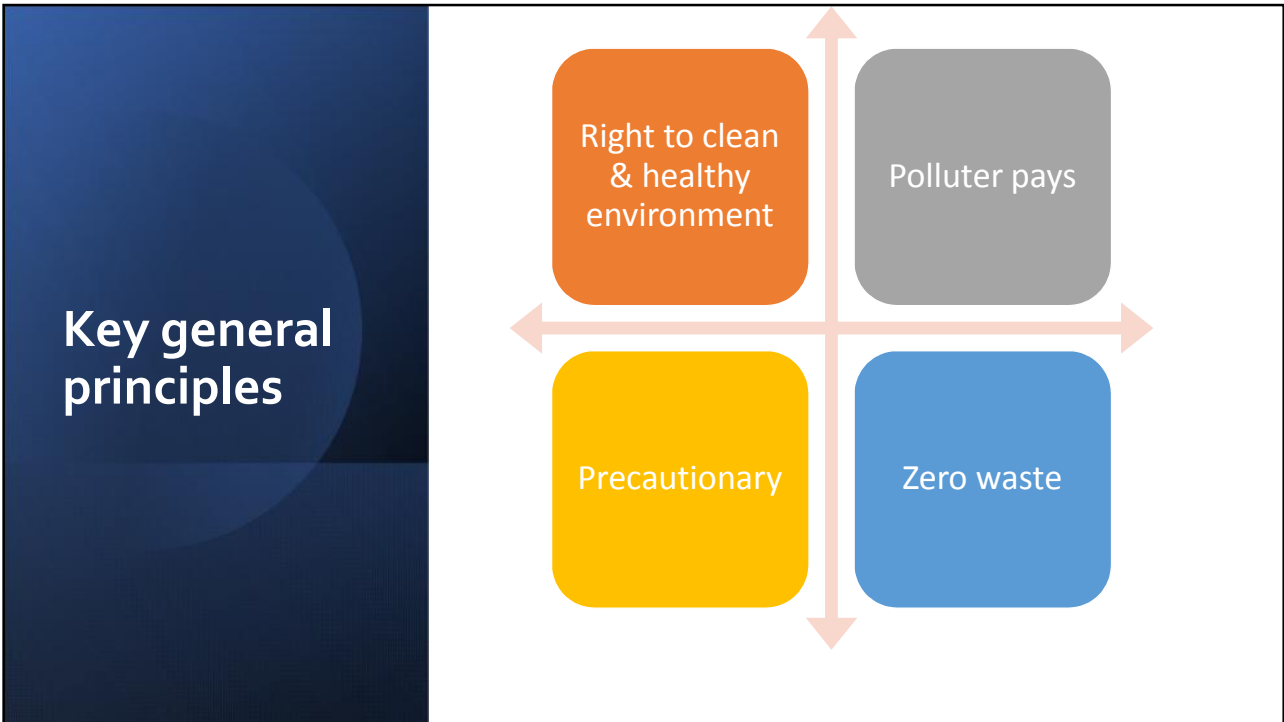 Key general
principles
Right to clean
& healthy
environment
Polluter pays
Precautionary
Zero waste